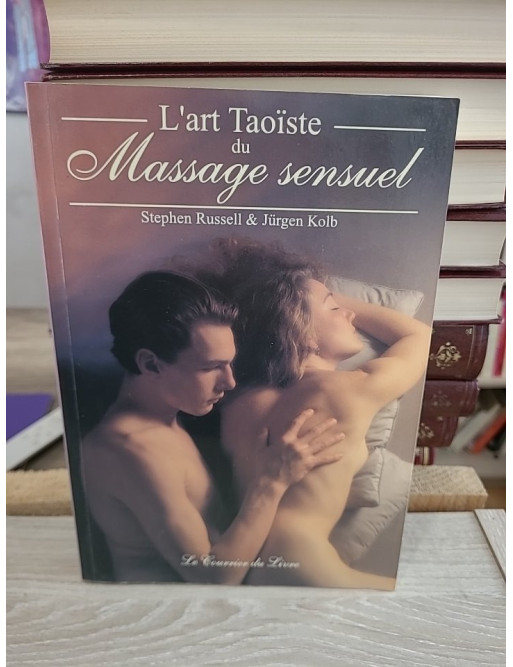 L'art Taoïste
du
Massage sensuel
Stephen Russell & Jürgen Kolb
Le Courrier du Livre